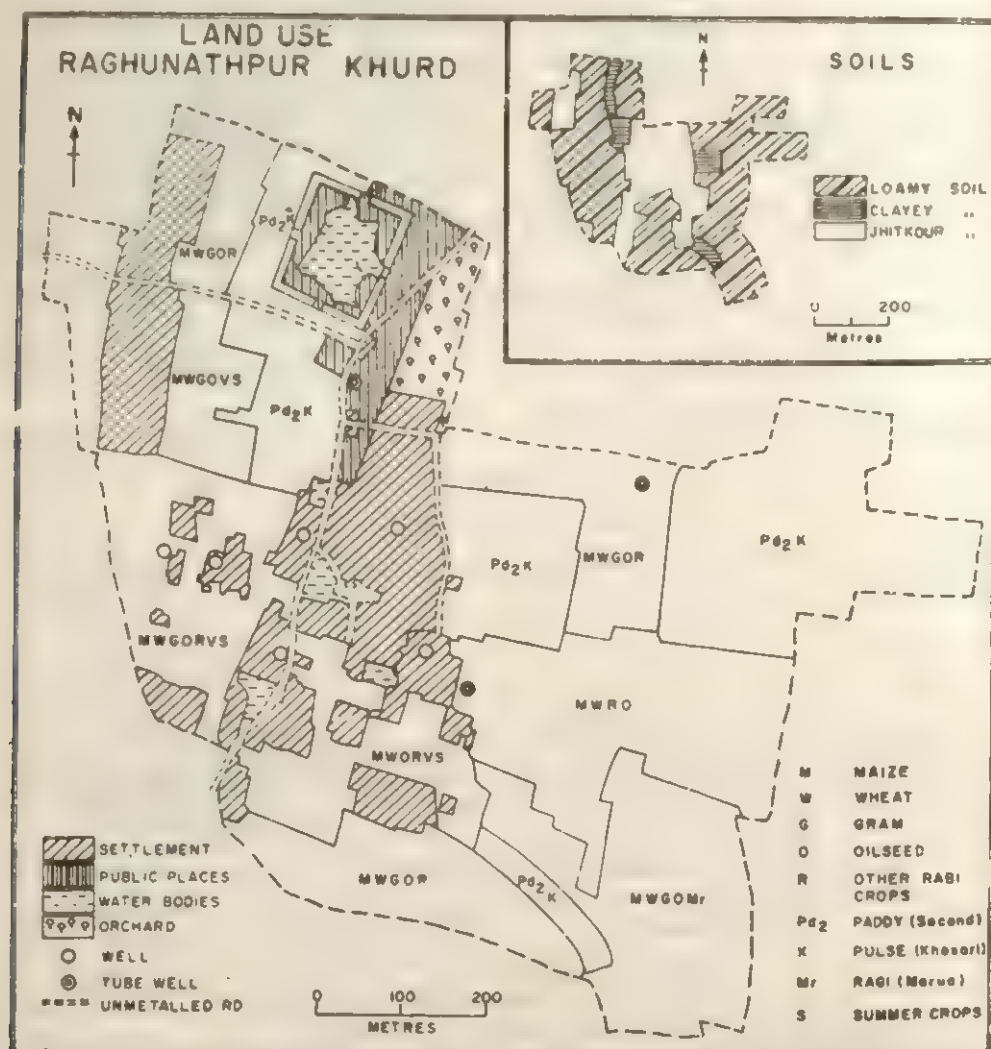 LAND USE
RAGHUNATHPUR KHURD
N
MWGOR
Pd2K
MWGOVS
Pd2K
Pd2K
MWGOR
Pd2K
MWGORVS
MWRO
MWORVS
MWGOR
Pd2K
MWGOMr
N
SOILS
LOAMY SOIL
CLAYEY "
JHITKOUR "
0 200
Metres
SETTLEMENT
PUBLIC PLACES
WATER BODIES
ORCHARD
WELL
TUBE WELL
UNMETALLED RD
0 100 200
METRES
M MAIZE
W WHEAT
G GRAM
O OILSEED
R OTHER RABI
CROPS
Pd2 PADDY (Second)
K PULSE (Khesari)
Mr RAGI (Marua)
S SUMMER CROPS